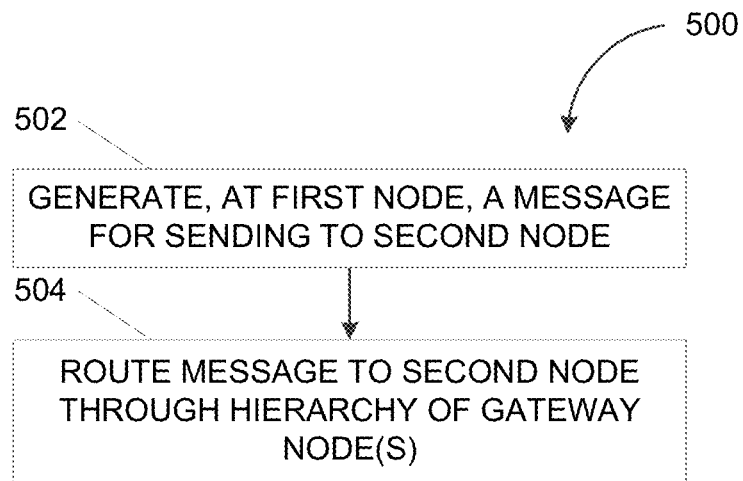 500
502
GENERATE, AT FIRST NODE, A MESSAGE
FOR SENDING TO SECOND NODE
504
ROUTE MESSAGE TO SECOND NODE
THROUGH HIERARCHY OF GATEWAY
NODE(S)